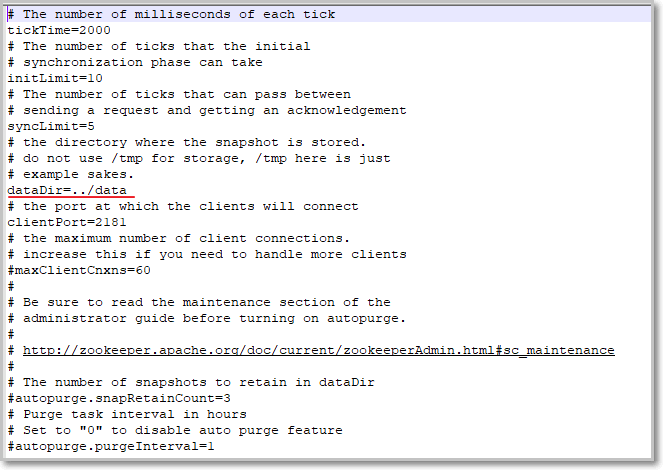 # The number of milliseconds of each tick
tickTime=2000
# The number of ticks that the initial
# synchronization phase can take
initLimit=10
# The number of ticks that can pass between
# sending a request and getting an acknowledgement
syncLimit=5
# the directory where the snapshot is stored.
# do not use /tmp for storage, /tmp here is just
# example sakes.
dataDir=../data
# the port at which the clients will connect
clientPort=2181
# the maximum number of client connections.
# increase this if you need to handle more clients
#maxClientCnxns=60
#
# Be sure to read the maintenance section of the
# administrator guide before turning on autopurge.
#
# http://zookeeper.apache.org/doc/current/zookeeperAdmin.html#sc_maintenance
#
# The number of snapshots to retain in dataDir
#autopurge.snapRetainCount=3
# Purge task interval in hours
# Set to "0" to disable auto purge feature
#autopurge.purgeInterval=1